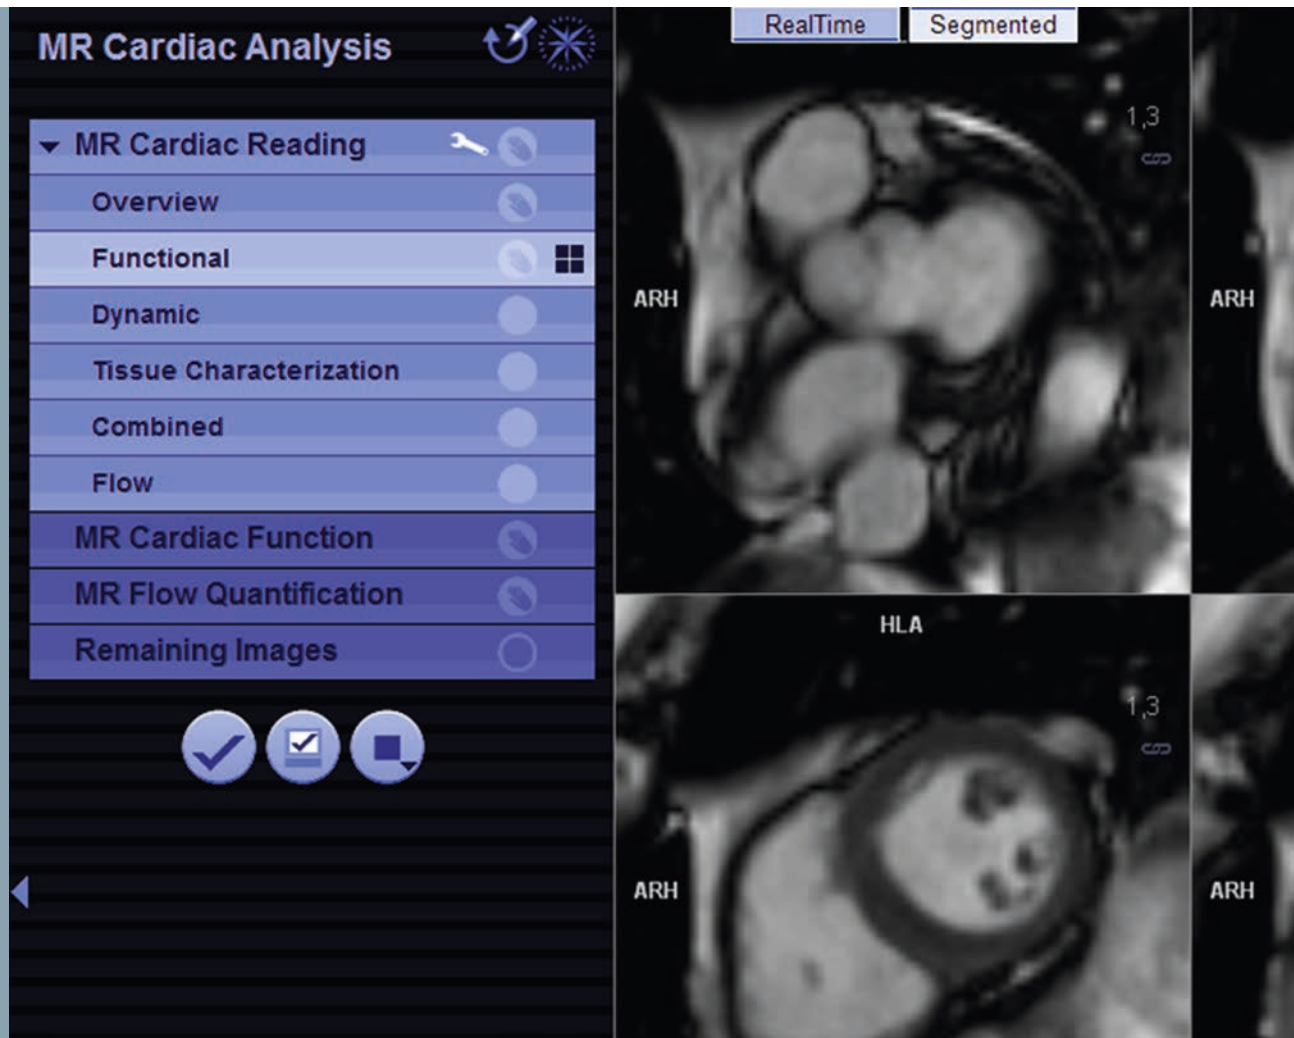 MR Cardiac Analysis
MR Cardiac Reading
Overview
Functional
Dynamic
Tissue Characterization
Combined
Flow
MR Cardiac Function
MR Flow Quantification
Remaining Images
RealTime
Segmented
1,3
ARH
ARH
HLA
1,3
ARH
ARH